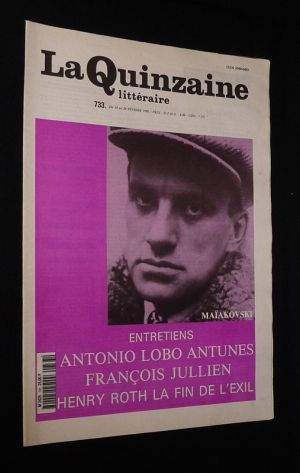 La Quinzaine
littéraire
733.
MAÏAKOVSKI
ENTRETIENS
ANTONIO LOBO ANTUNES
FRANÇOIS JULLIEN
HENRY ROTH LA FIN DE L'EXIL